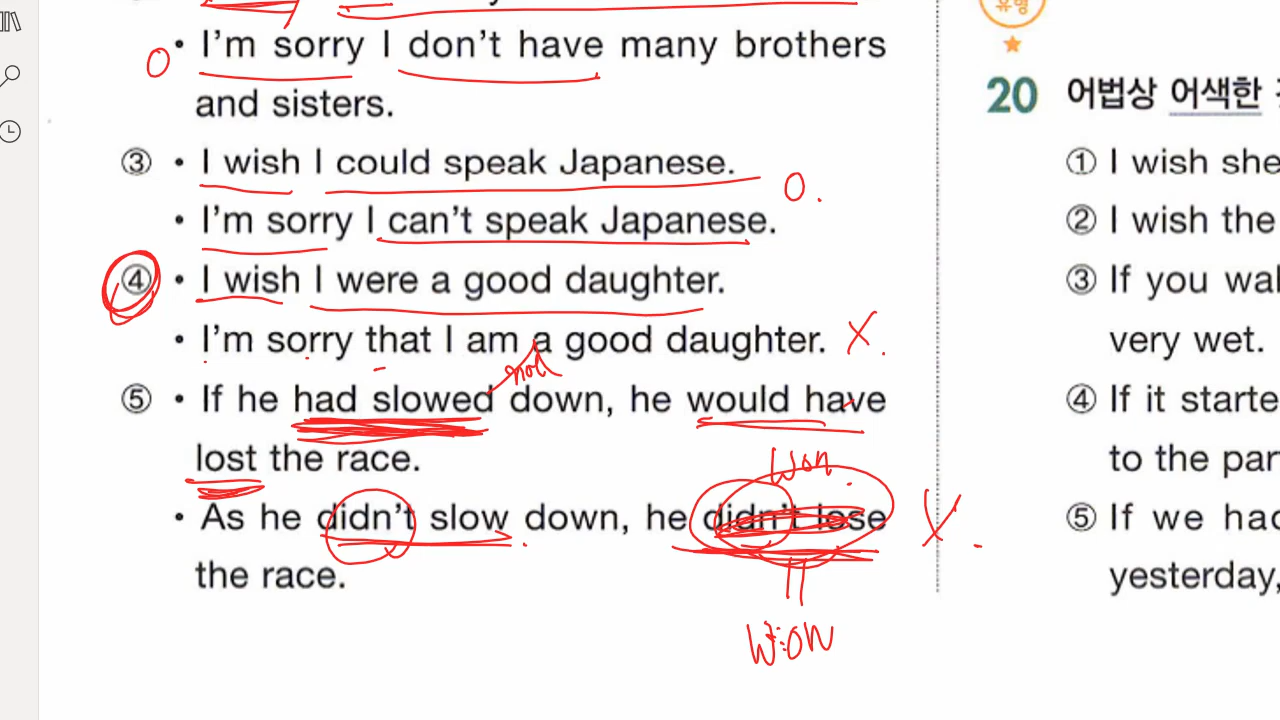 • I'm sorry I don't have many brothers
O
and sisters.
③ • I wish I could speak Japanese.
O.
• I'm sorry I can't speak Japanese.
④ • I wish I were a good daughter.
• I'm sorry that I am a good daughter. X.
not
⑤ • If he had slowed down, he would have
lost the race.
won.
• As he didn't slow down, he didn't lose X.
the race.
won
유형
20 어법상 어색한
① I wish she
② I wish the
③ If you wal
very wet.
④ If it starte
to the par
⑤ If we had
yesterday,